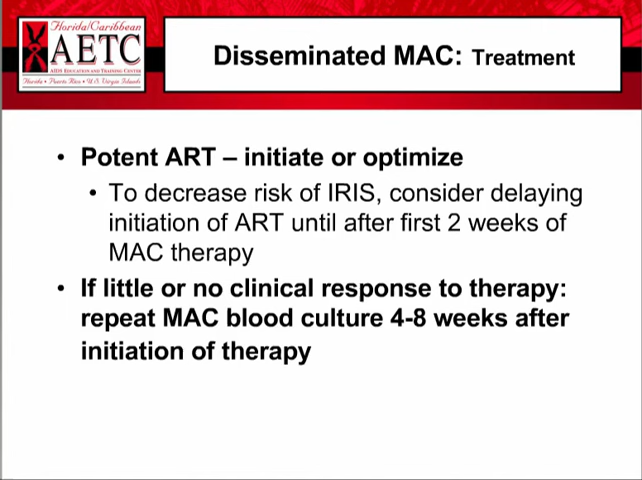 Florida/Caribbean
AETC
AIDS EDUCATION AND TRAINING CENTER
Florida • Puerto Rico • U.S. Virgin Islands
Disseminated MAC: Treatment
• Potent ART – initiate or optimize
• To decrease risk of IRIS, consider delaying
initiation of ART until after first 2 weeks of
MAC therapy
• If little or no clinical response to therapy:
repeat MAC blood culture 4-8 weeks after
initiation of therapy